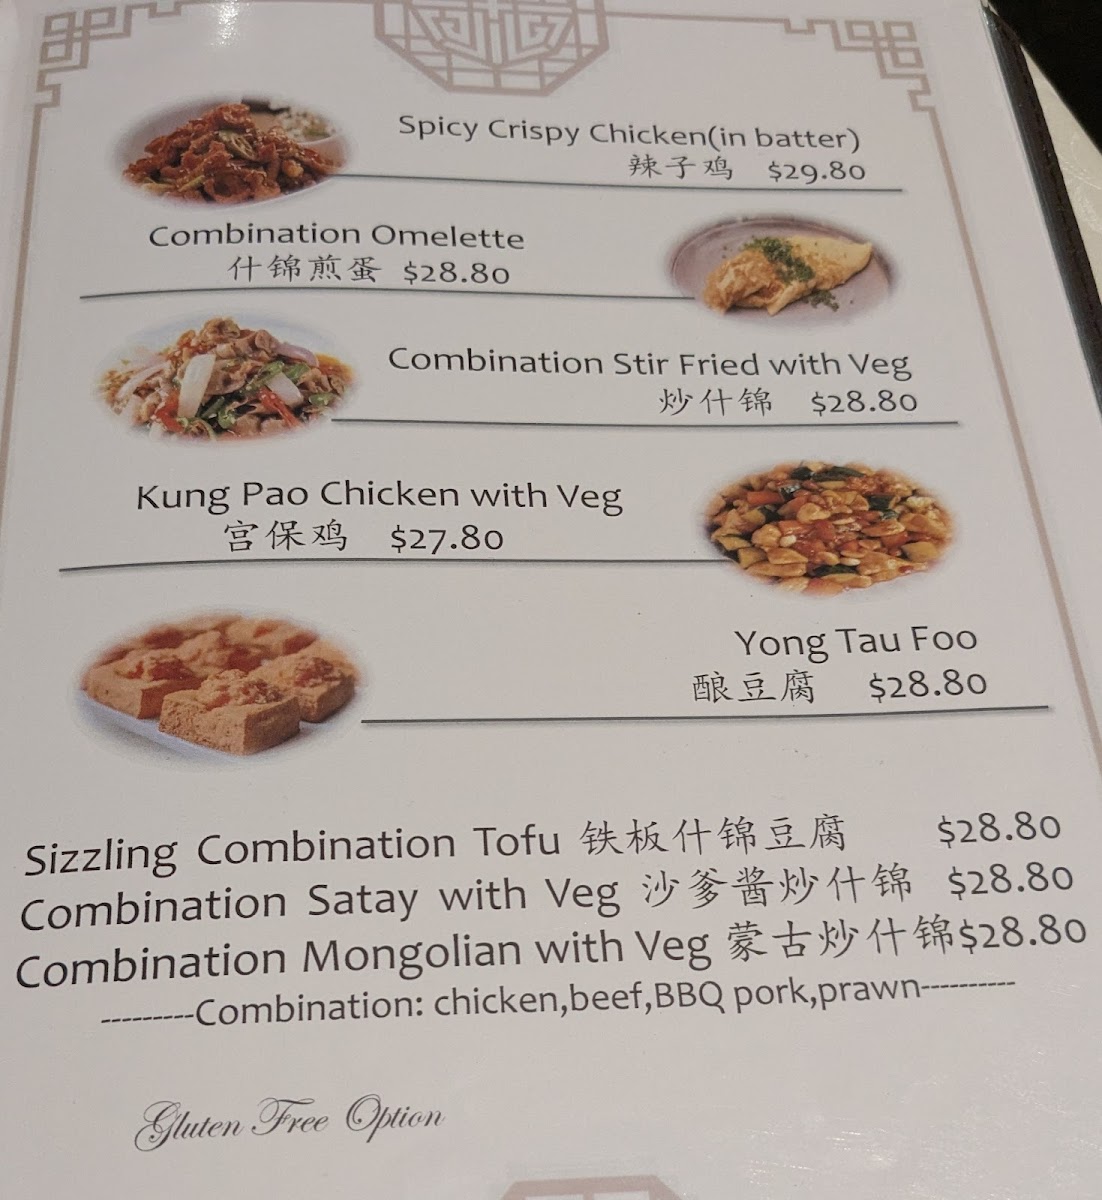 Spicy Crispy Chicken(in batter)
辣子鸡 $29.80
Combination Omelette
什锦煎蛋 $28.80
Combination Stir Fried with Veg
炒什锦 $28.80
Kung Pao Chicken with Veg
宫保鸡 $27.80
Yong Tau Foo
酿豆腐 $28.80
Sizzling Combination Tofu 铁板什锦豆腐 $28.80
Combination Satay with Veg 沙爹酱炒什锦 $28.80
Combination Mongolian with Veg 蒙古炒什锦$28.80
---------Combination: chicken,beef,BBQ pork,prawn----------
Gluten Free Option